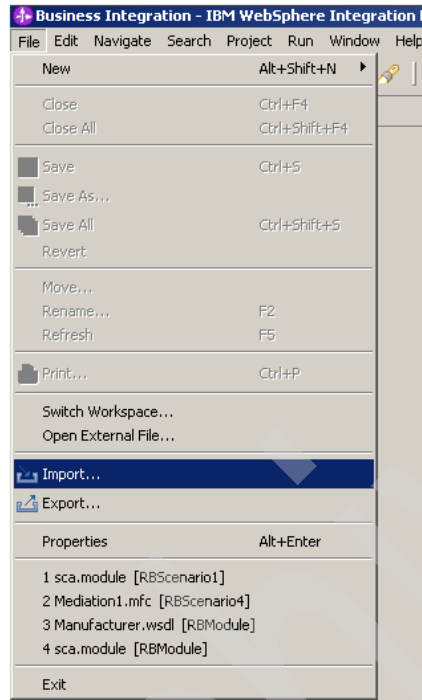 Business Integration - IBM WebSphere Integration
File Edit Navigate Search Project Run Window Help
New Alt+Shift+N
Close Ctrl+F4
Close All Ctrl+Shift+F4
Save Ctrl+S
Save As...
Save All Ctrl+Shift+S
Revert
Move...
Rename... F2
Refresh F5
Print... Ctrl+P
Switch Workspace...
Open External File...
Import...
Export...
Properties Alt+Enter
1 sca.module [RBScenario1]
2 Mediation1.mfc [RBScenario4]
3 Manufacturer.wsdl [RBModule]
4 sca.module [RBModule]
Exit